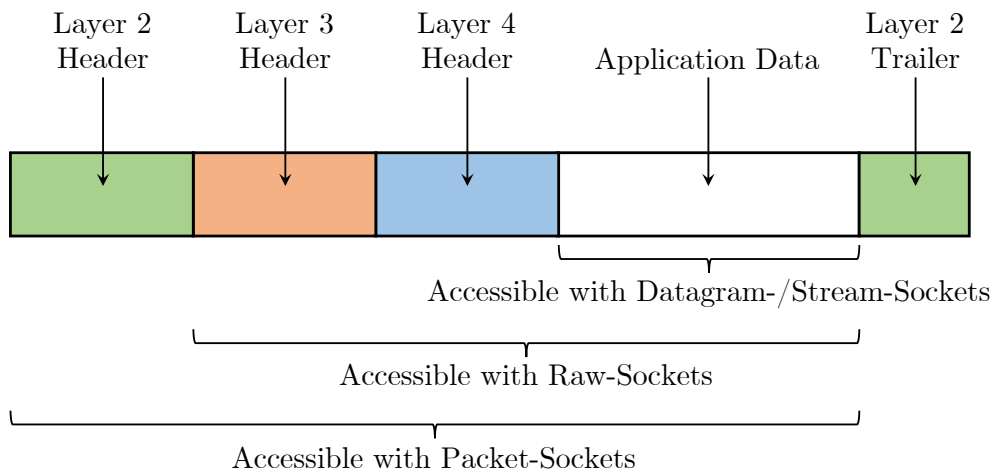 Layer 2
Header
Layer 3
Header
Layer 4
Header
Application Data
Layer 2
Trailer
Accessible with Datagram-/Stream-Sockets
Accessible with Raw-Sockets
Accessible with Packet-Sockets